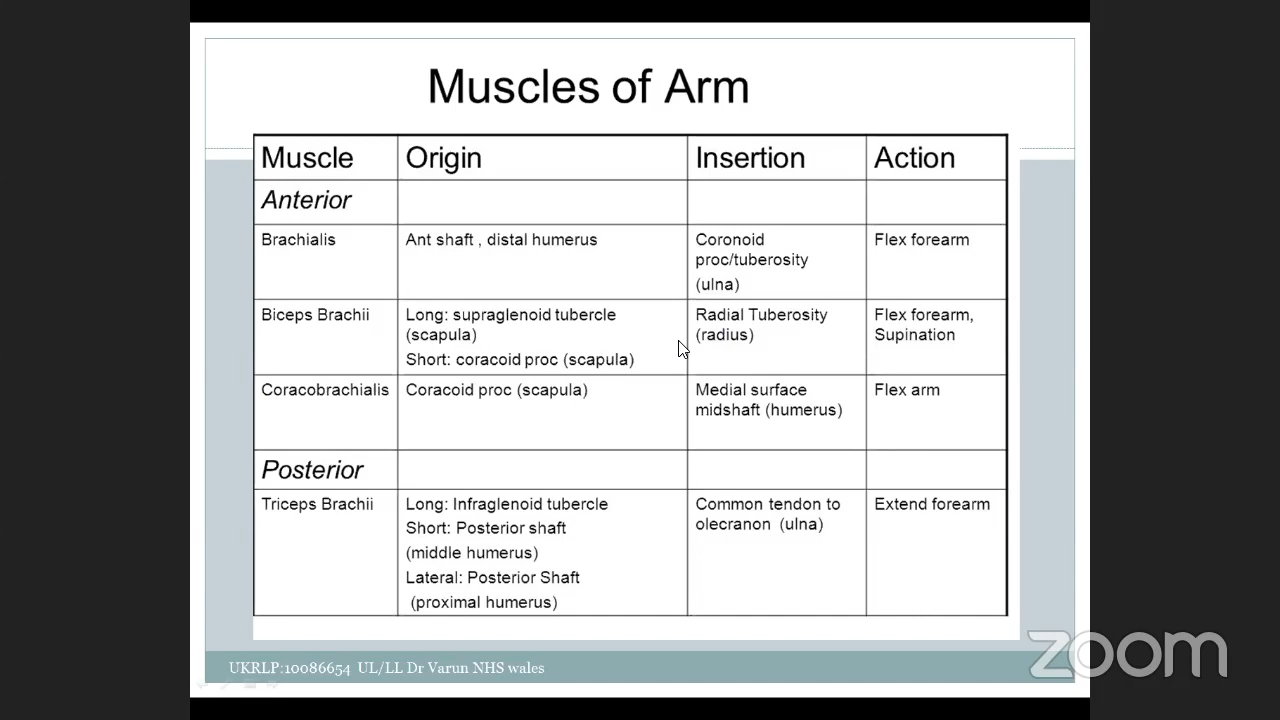 Muscles of Arm
Muscle Origin Insertion Action
Anterior
Brachialis
Ant shaft , distal humerus
Coronoid
proc/tuberosity
(ulna)
Flex forearm
Biceps Brachii
Long: supraglenoid tubercle
(scapula)
Short: coracoid proc (scapula)
Radial Tuberosity
(radius)
Flex forearm,
Supination
Coracobrachialis
Coracoid proc (scapula)
Medial surface
midshaft (humerus)
Flex arm
Posterior
Triceps Brachii
Long: Infraglenoid tubercle
Short: Posterior shaft
(middle humerus)
Lateral: Posterior Shaft
(proximal humerus)
Common tendon to
olecranon (ulna)
Extend forearm
UKRLP:10086654 UL/LL Dr Varun NHS wales
zoom